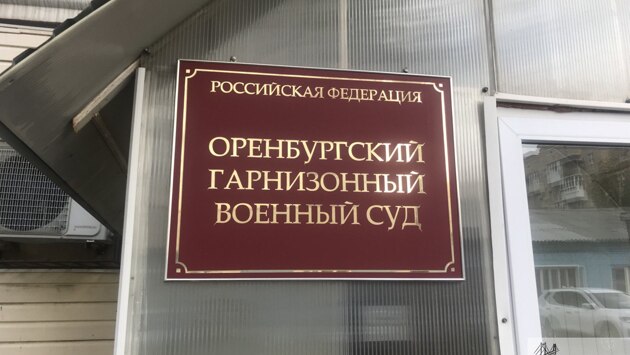 РОССИЙСКАЯ ФЕДЕРАЦИЯ
ОРЕНБУРГСКИЙ
ГАРНИЗОННЫЙ
ВОЕННЫЙ СУД